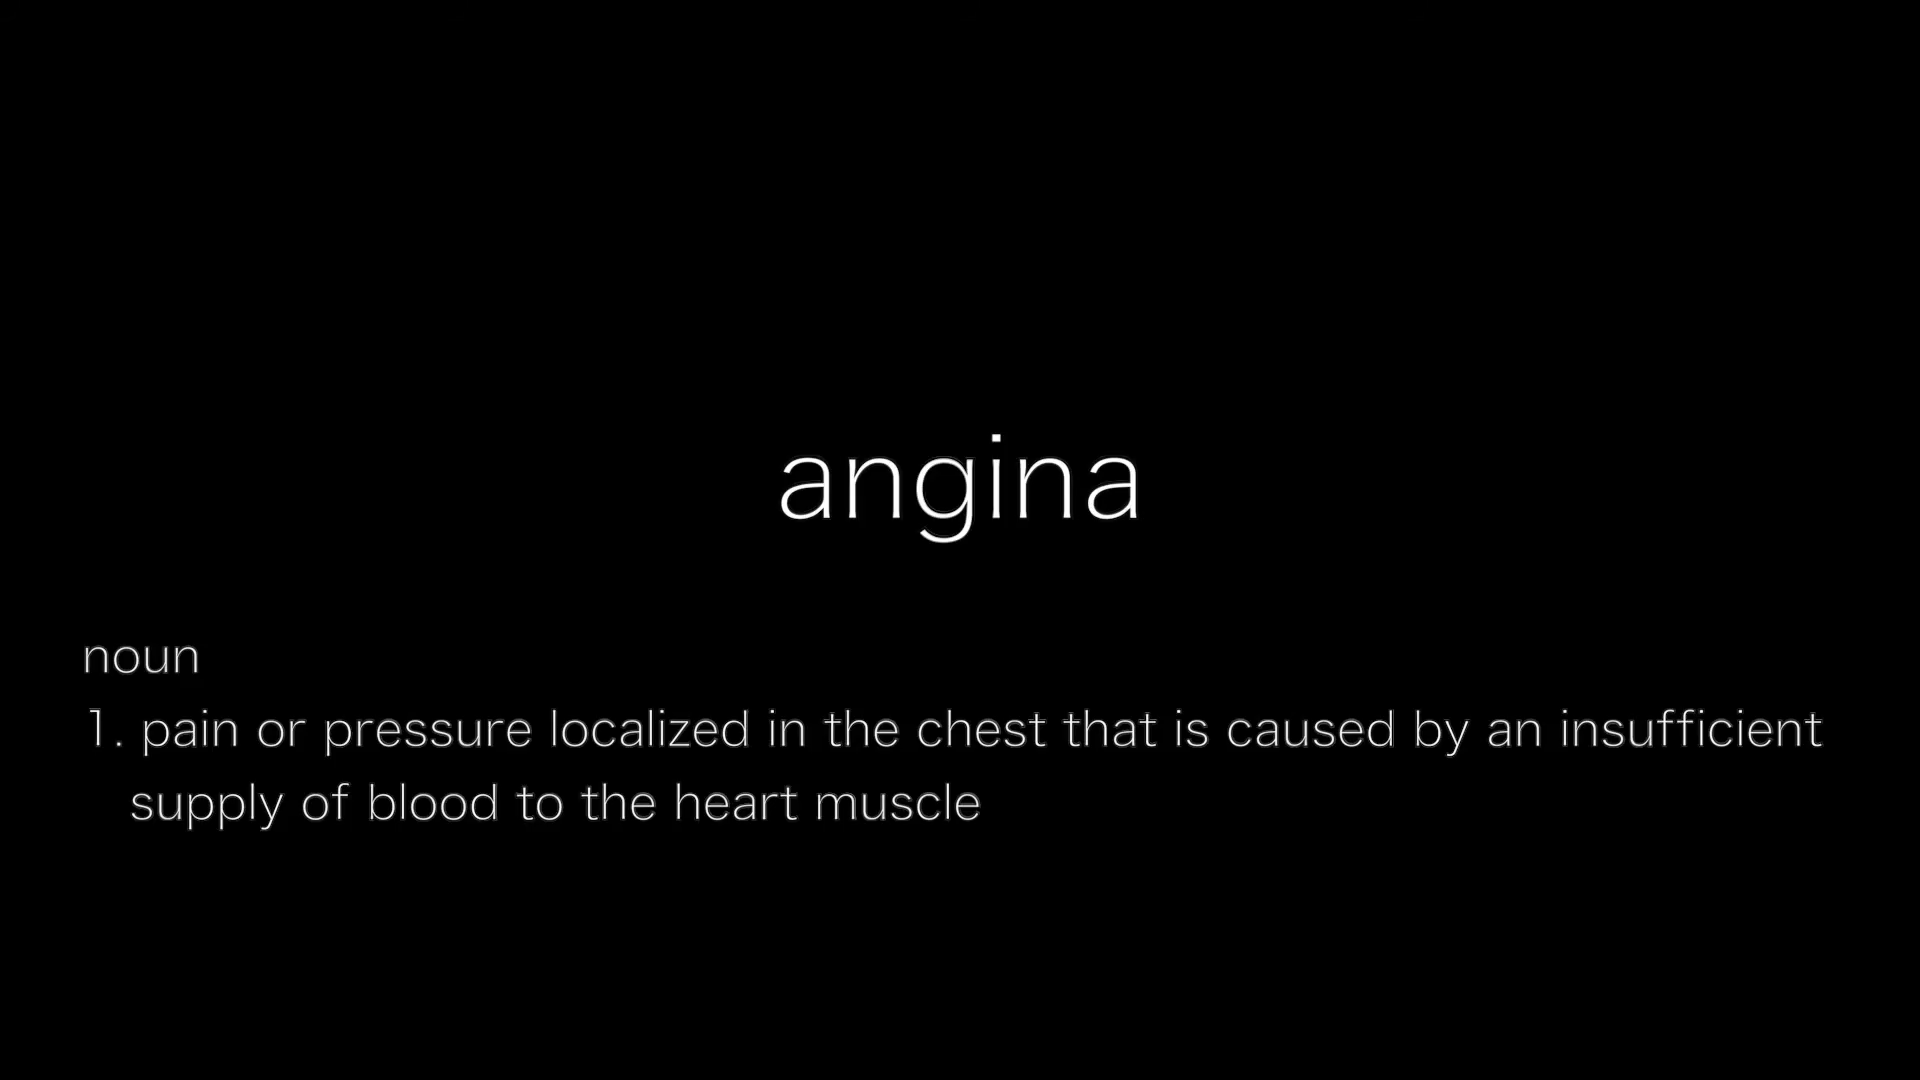 angina
noun
1. pain or pressure localized in the chest that is caused by an insufficient
supply of blood to the heart muscle